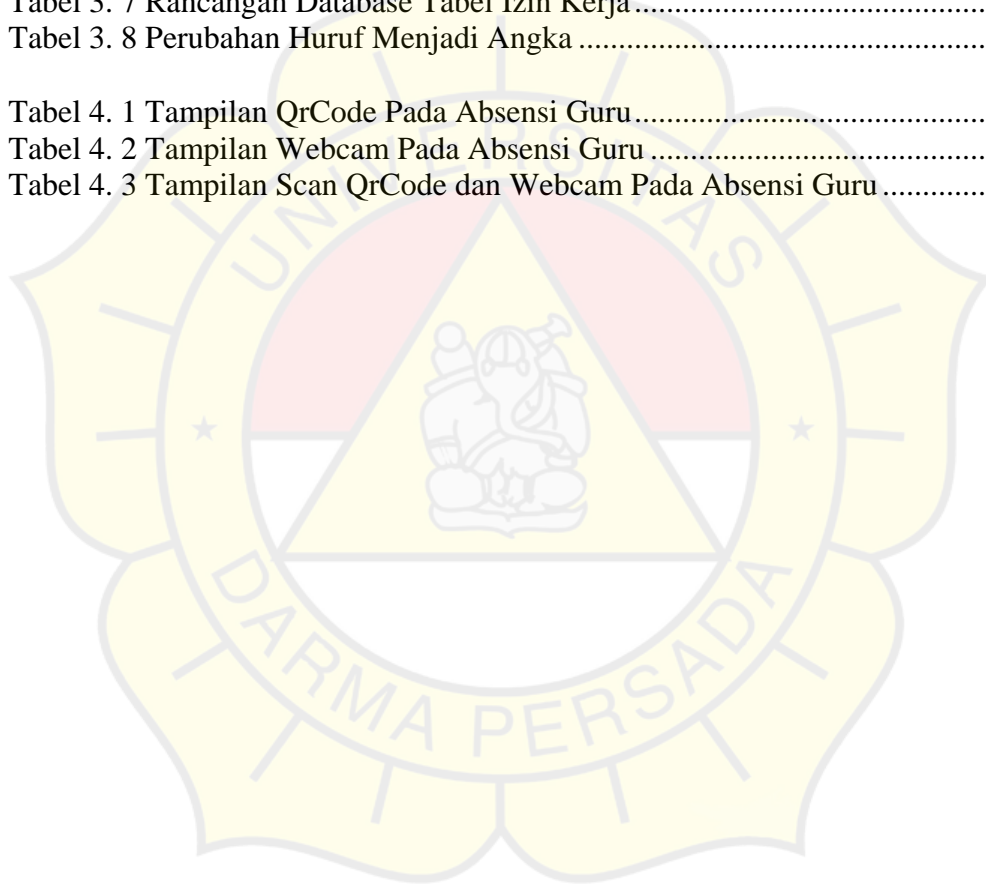 Tabel 3. 7 Rancangan Database Tabel Izin Kerja.......................................
Tabel 3. 8 Perubahan Huruf Menjadi Angka ..............................................
Tabel 4. 1 Tampilan QrCode Pada Absensi Guru.......................................
Tabel 4. 2 Tampilan Webcam Pada Absensi Guru .....................................
Tabel 4. 3 Tampilan Scan QrCode dan Webcam Pada Absensi Guru.............
UNIVERSITAS
DARMA PERSADA